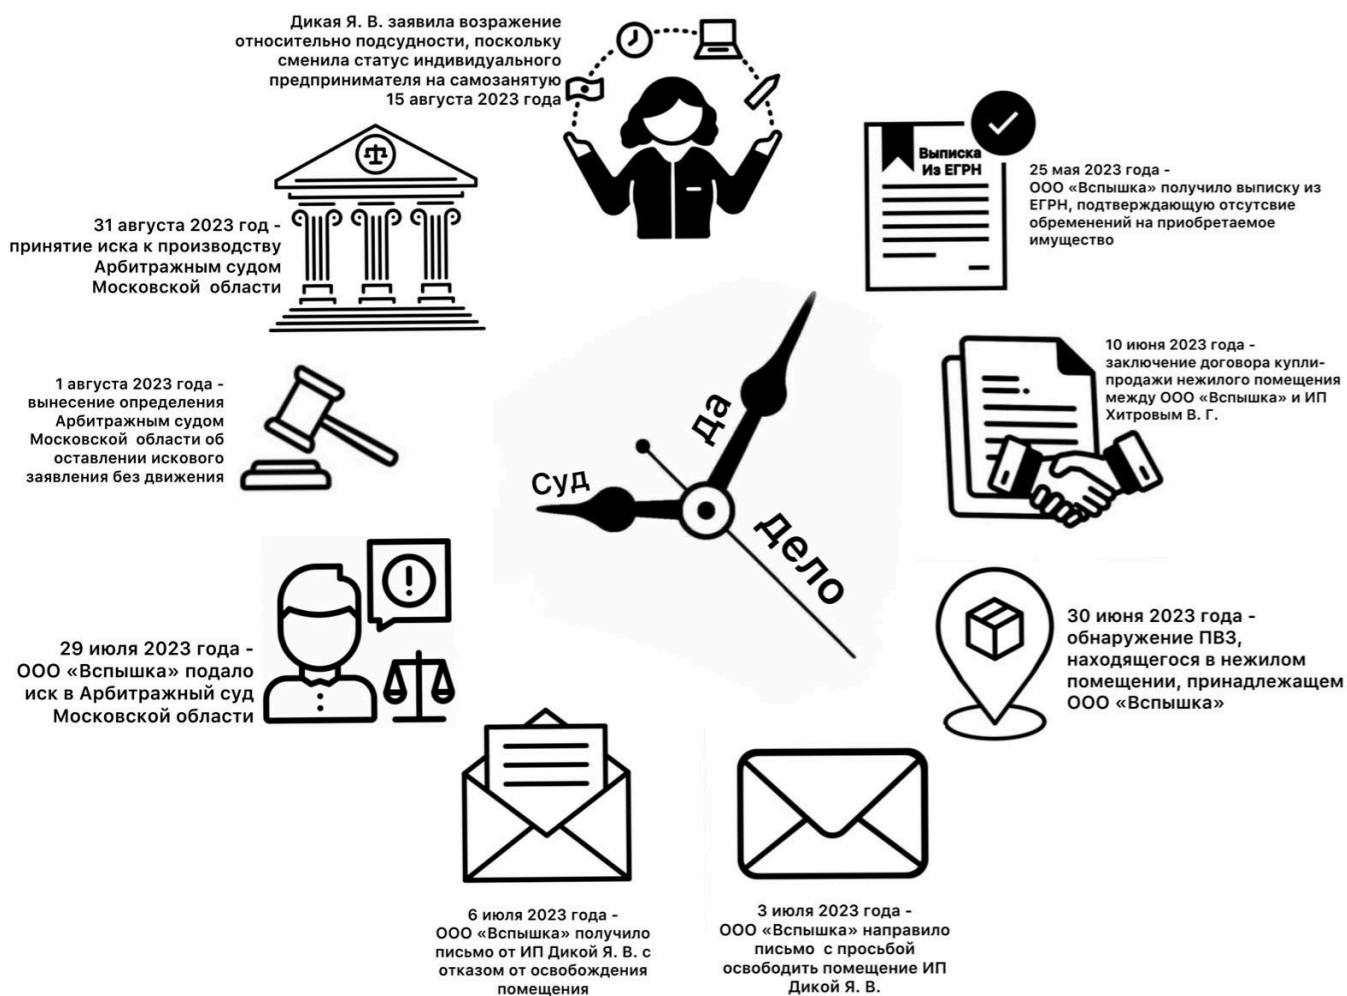 Дикая Я. В. заявила возражение
относительно подсудности, поскольку
сменила статус индивидуального
предпринимателя на самозанятую
15 августа 2023 года
Выписка
Из ЕГРН
25 мая 2023 года -
ООО «Вспышка» получило выписку из
ЕГРН, подтверждающую отсутсвие
обременений на приобретаемое
имущество
31 августа 2023 год -
принятие иска к производству
Арбитражным судом
Московской области
10 июня 2023 года -
заключение договора купли-
продажи нежилого помещения
между ООО «Вспышка» и ИП
Хитровым В. Г.
1 августа 2023 года -
вынесение определения
Арбитражным судом
Московской области об
оставлении искового
заявления без движения
Суд
да
дело
30 июня 2023 года -
обнаружение ПВЗ,
находящегося в нежилом
помещении, принадлежащем
ООО «Вспышка»
29 июля 2023 года -
ООО «Вспышка» подало
иск в Арбитражный суд
Московской области
6 июля 2023 года -
ООО «Вспышка» получило
письмо от ИП Дикой Я. В. с
отказом от освобождения
помещения
3 июля 2023 года -
ООО «Вспышка» направило
письмо с просьбой
освободить помещение ИП
Дикой Я. В.